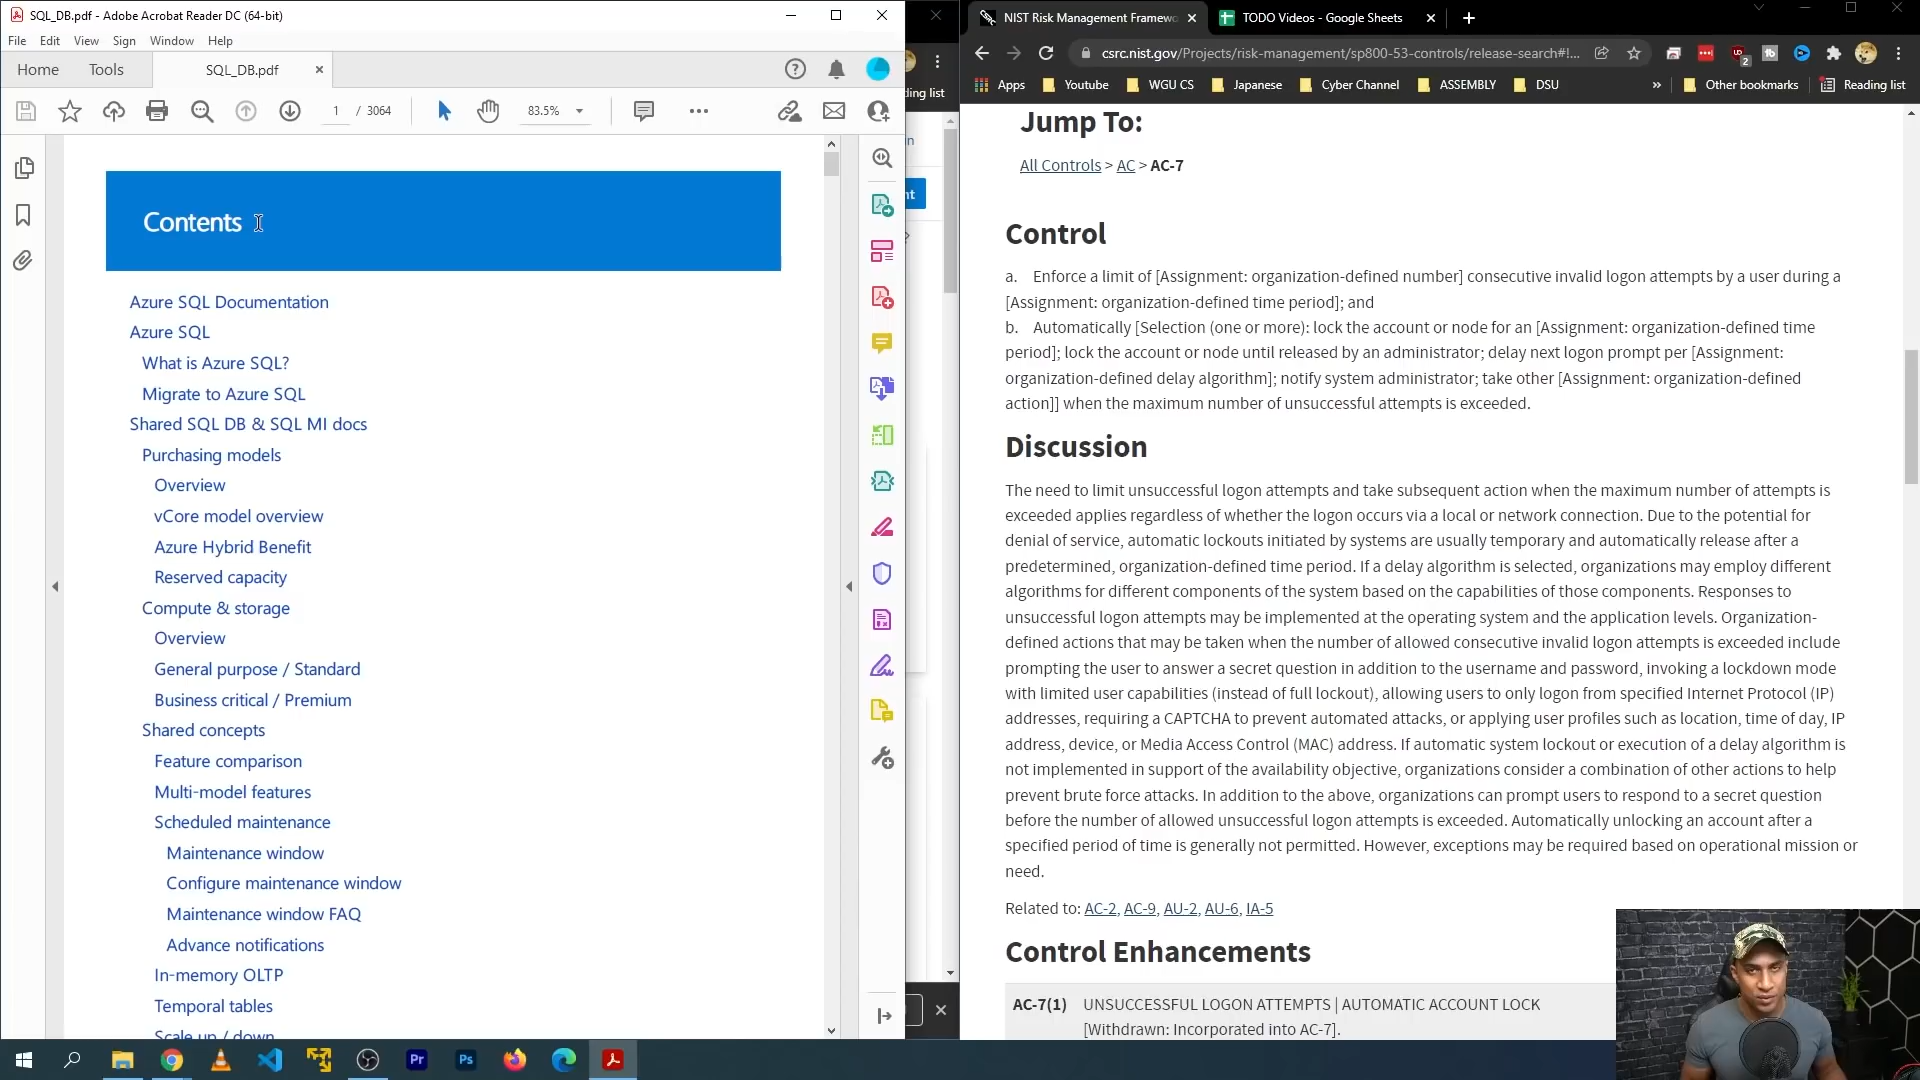 SQL_DB.pdf - Adobe Acrobat Reader DC (64-bit)
File Edit View Sign Window Help
Home Tools SQL_DB.pdf
1 / 3064 83.5%
Contents
Azure SQL Documentation
Azure SQL
What is Azure SQL?
Migrate to Azure SQL
Shared SQL DB & SQL MI docs
Purchasing models
Overview
vCore model overview
Azure Hybrid Benefit
Reserved capacity
Compute & storage
Overview
General purpose / Standard
Business critical / Premium
Shared concepts
Feature comparison
Multi-model features
Scheduled maintenance
Maintenance window
Configure maintenance window
Maintenance window FAQ
Advance notifications
In-memory OLTP
Temporal tables
Scale up / down
ding list
NIST Risk Management Framewo
TODO Videos - Google Sheets
csrc.nist.gov/Projects/risk-management/sp800-53-controls/release-search#!...
Apps Youtube WGU CS Japanese Cyber Channel ASSEMBLY DSU » Other bookmarks Reading list
Jump To:
All Controls > AC > AC-7
Control
a. Enforce a limit of [Assignment: organization-defined number] consecutive invalid logon attempts by a user during a
[Assignment: organization-defined time period]; and
b. Automatically [Selection (one or more): lock the account or node for an [Assignment: organization-defined time
period]; lock the account or node until released by an administrator; delay next logon prompt per [Assignment:
organization-defined delay algorithm]; notify system administrator; take other [Assignment: organization-defined
action]] when the maximum number of unsuccessful attempts is exceeded.
Discussion
The need to limit unsuccessful logon attempts and take subsequent action when the maximum number of attempts is
exceeded applies regardless of whether the logon occurs via a local or network connection. Due to the potential for
denial of service, automatic lockouts initiated by systems are usually temporary and automatically release after a
predetermined, organization-defined time period. If a delay algorithm is selected, organizations may employ different
algorithms for different components of the system based on the capabilities of those components. Responses to
unsuccessful logon attempts may be implemented at the operating system and the application levels. Organization-
defined actions that may be taken when the number of allowed consecutive invalid logon attempts is exceeded include
prompting the user to answer a secret question in addition to the username and password, invoking a lockdown mode
with limited user capabilities (instead of full lockout), allowing users to only logon from specified Internet Protocol (IP)
addresses, requiring a CAPTCHA to prevent automated attacks, or applying user profiles such as location, time of day, IP
address, device, or Media Access Control (MAC) address. If automatic system lockout or execution of a delay algorithm is
not implemented in support of the availability objective, organizations consider a combination of other actions to help
prevent brute force attacks. In addition to the above, organizations can prompt users to respond to a secret question
before the number of allowed unsuccessful logon attempts is exceeded. Automatically unlocking an account after a
specified period of time is generally not permitted. However, exceptions may be required based on operational mission or
need.
Related to: AC-2, AC-9, AU-2, AU-6, IA-5
Control Enhancements
AC-7(1) UNSUCCESSFUL LOGON ATTEMPTS | AUTOMATIC ACCOUNT LOCK
[Withdrawn: Incorporated into AC-7].
Pr Ps